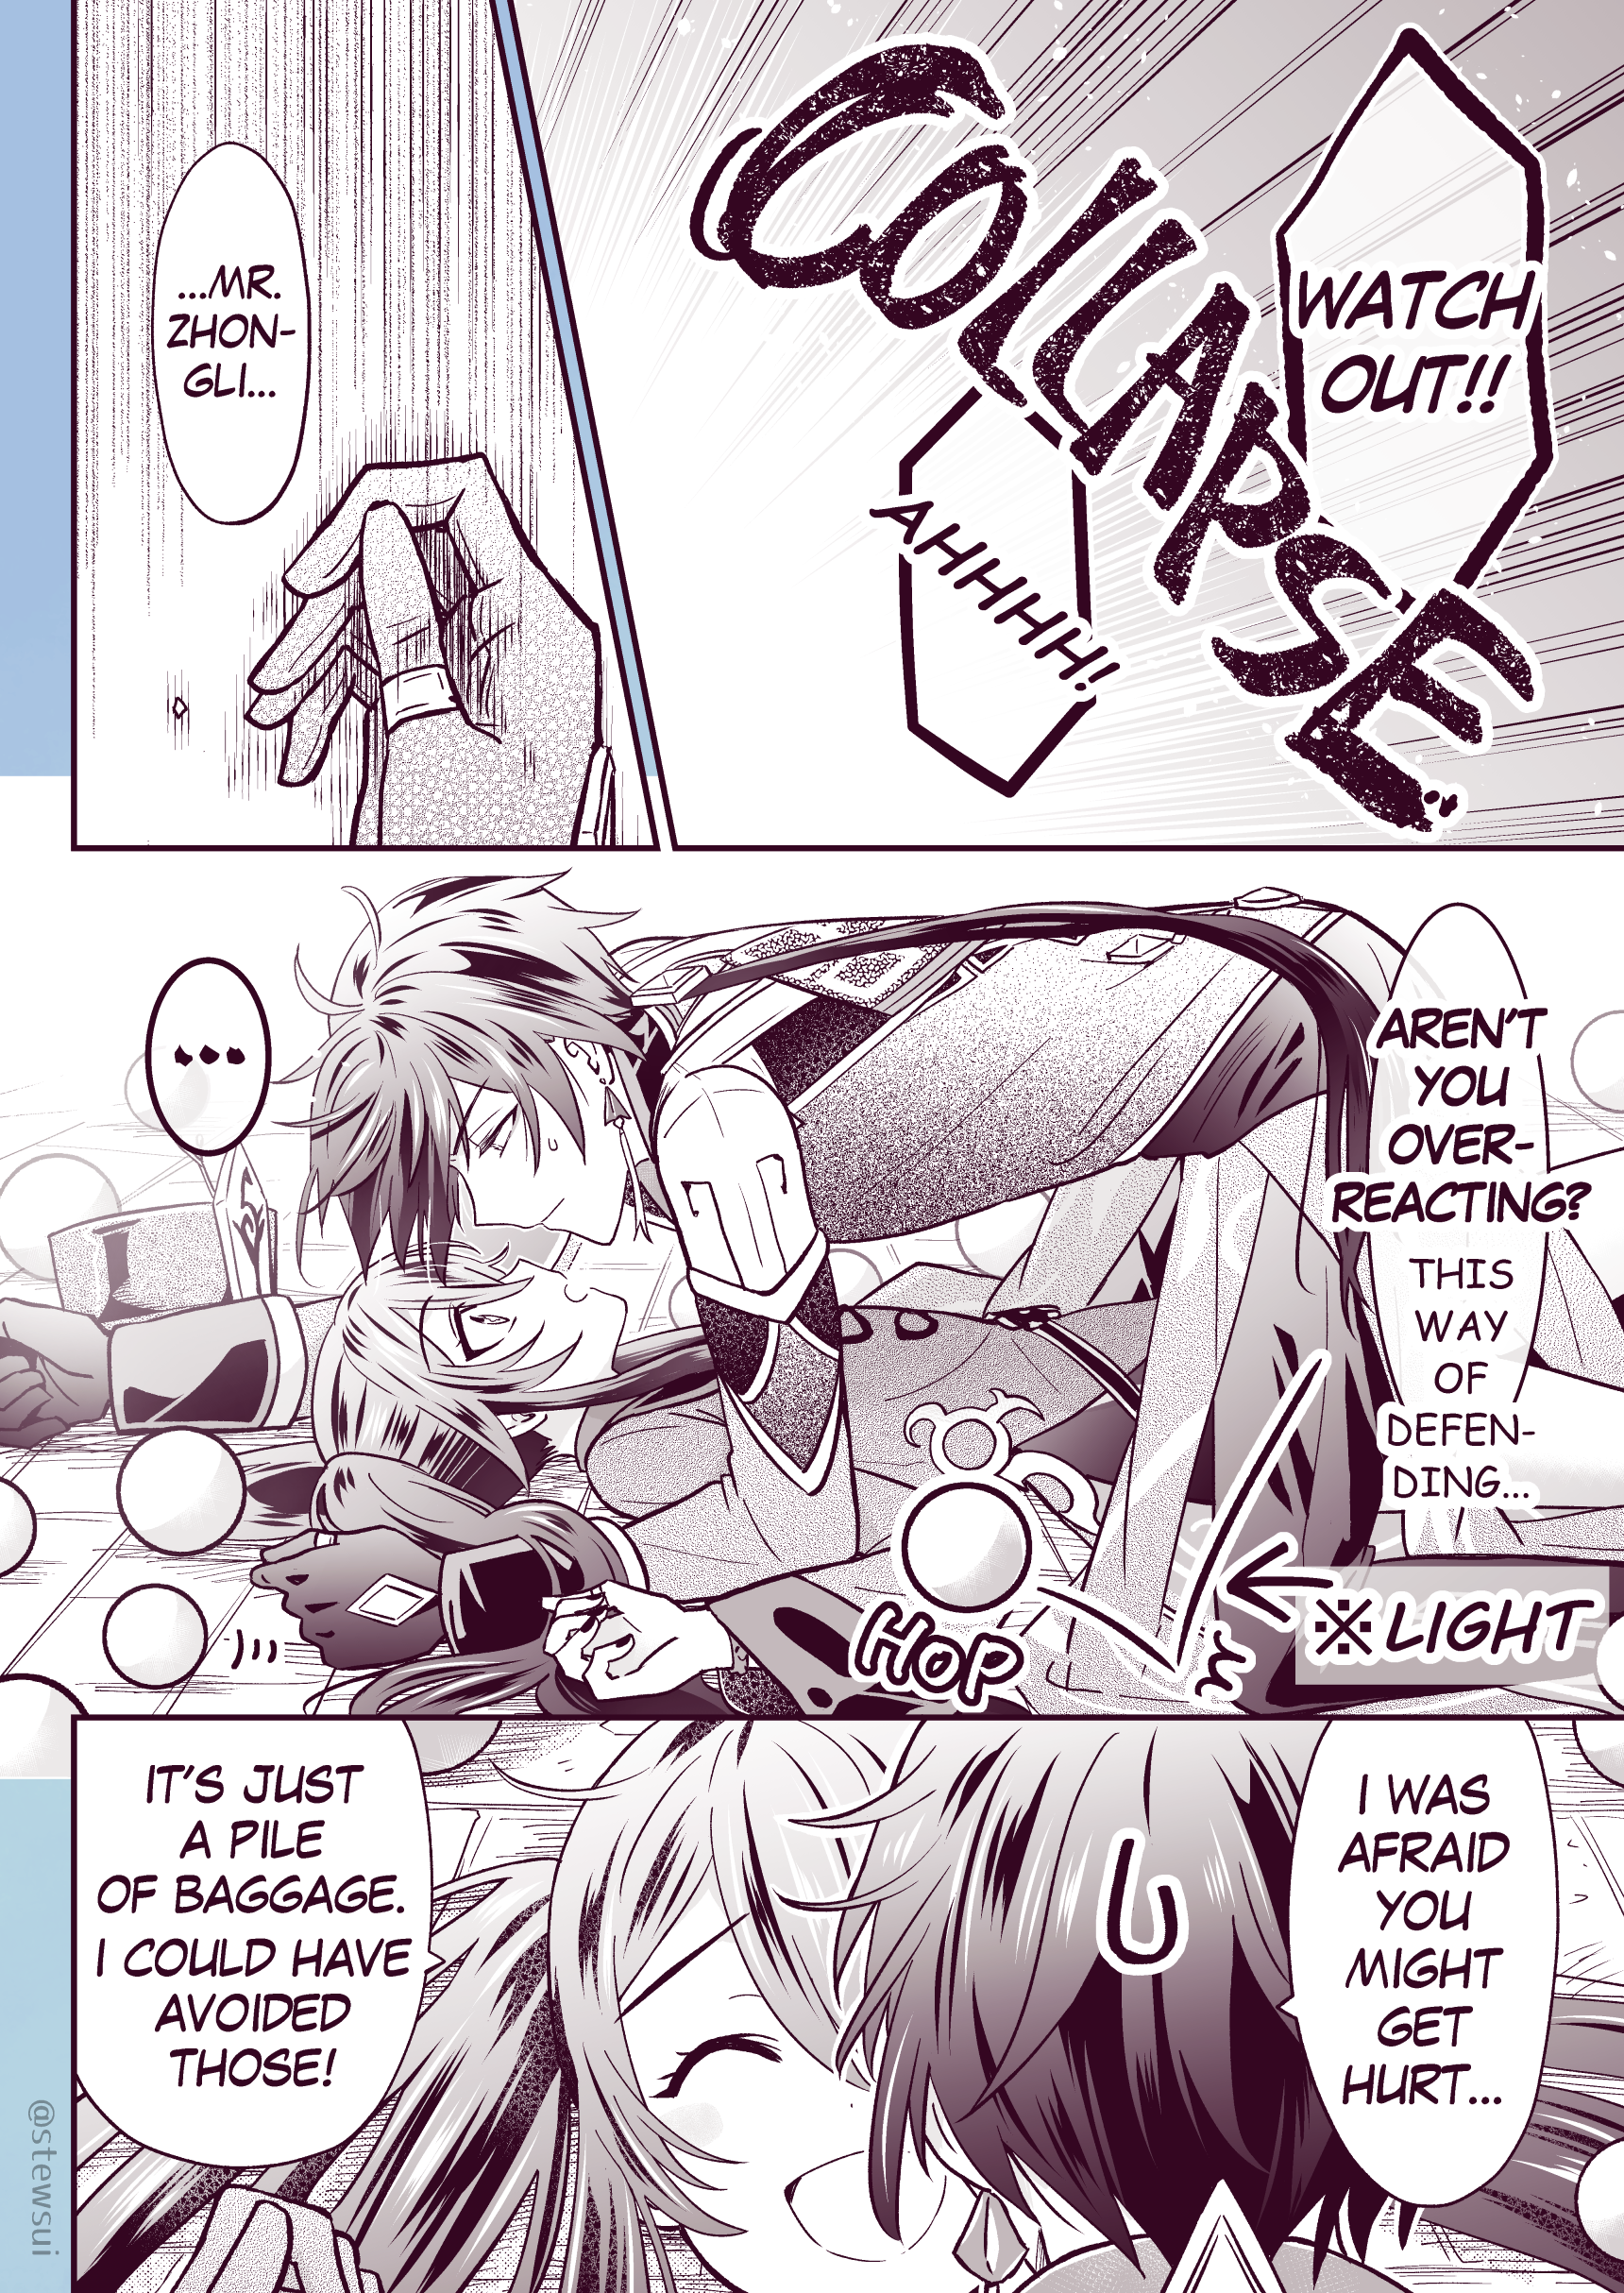 WATCH
OUT!!
COLLAPSE
AHHHH!
...MR.
ZHON-
GLI...
AREN'T
YOU
OVER-
REACTING?
THIS
WAY
OF
DEFEN-
DING...
...
※LIGHT
HOP
I WAS
AFRAID
YOU
MIGHT
GET
HURT...
IT'S JUST
A PILE
OF BAGGAGE.
I COULD HAVE
AVOIDED
THOSE!
@stewsui